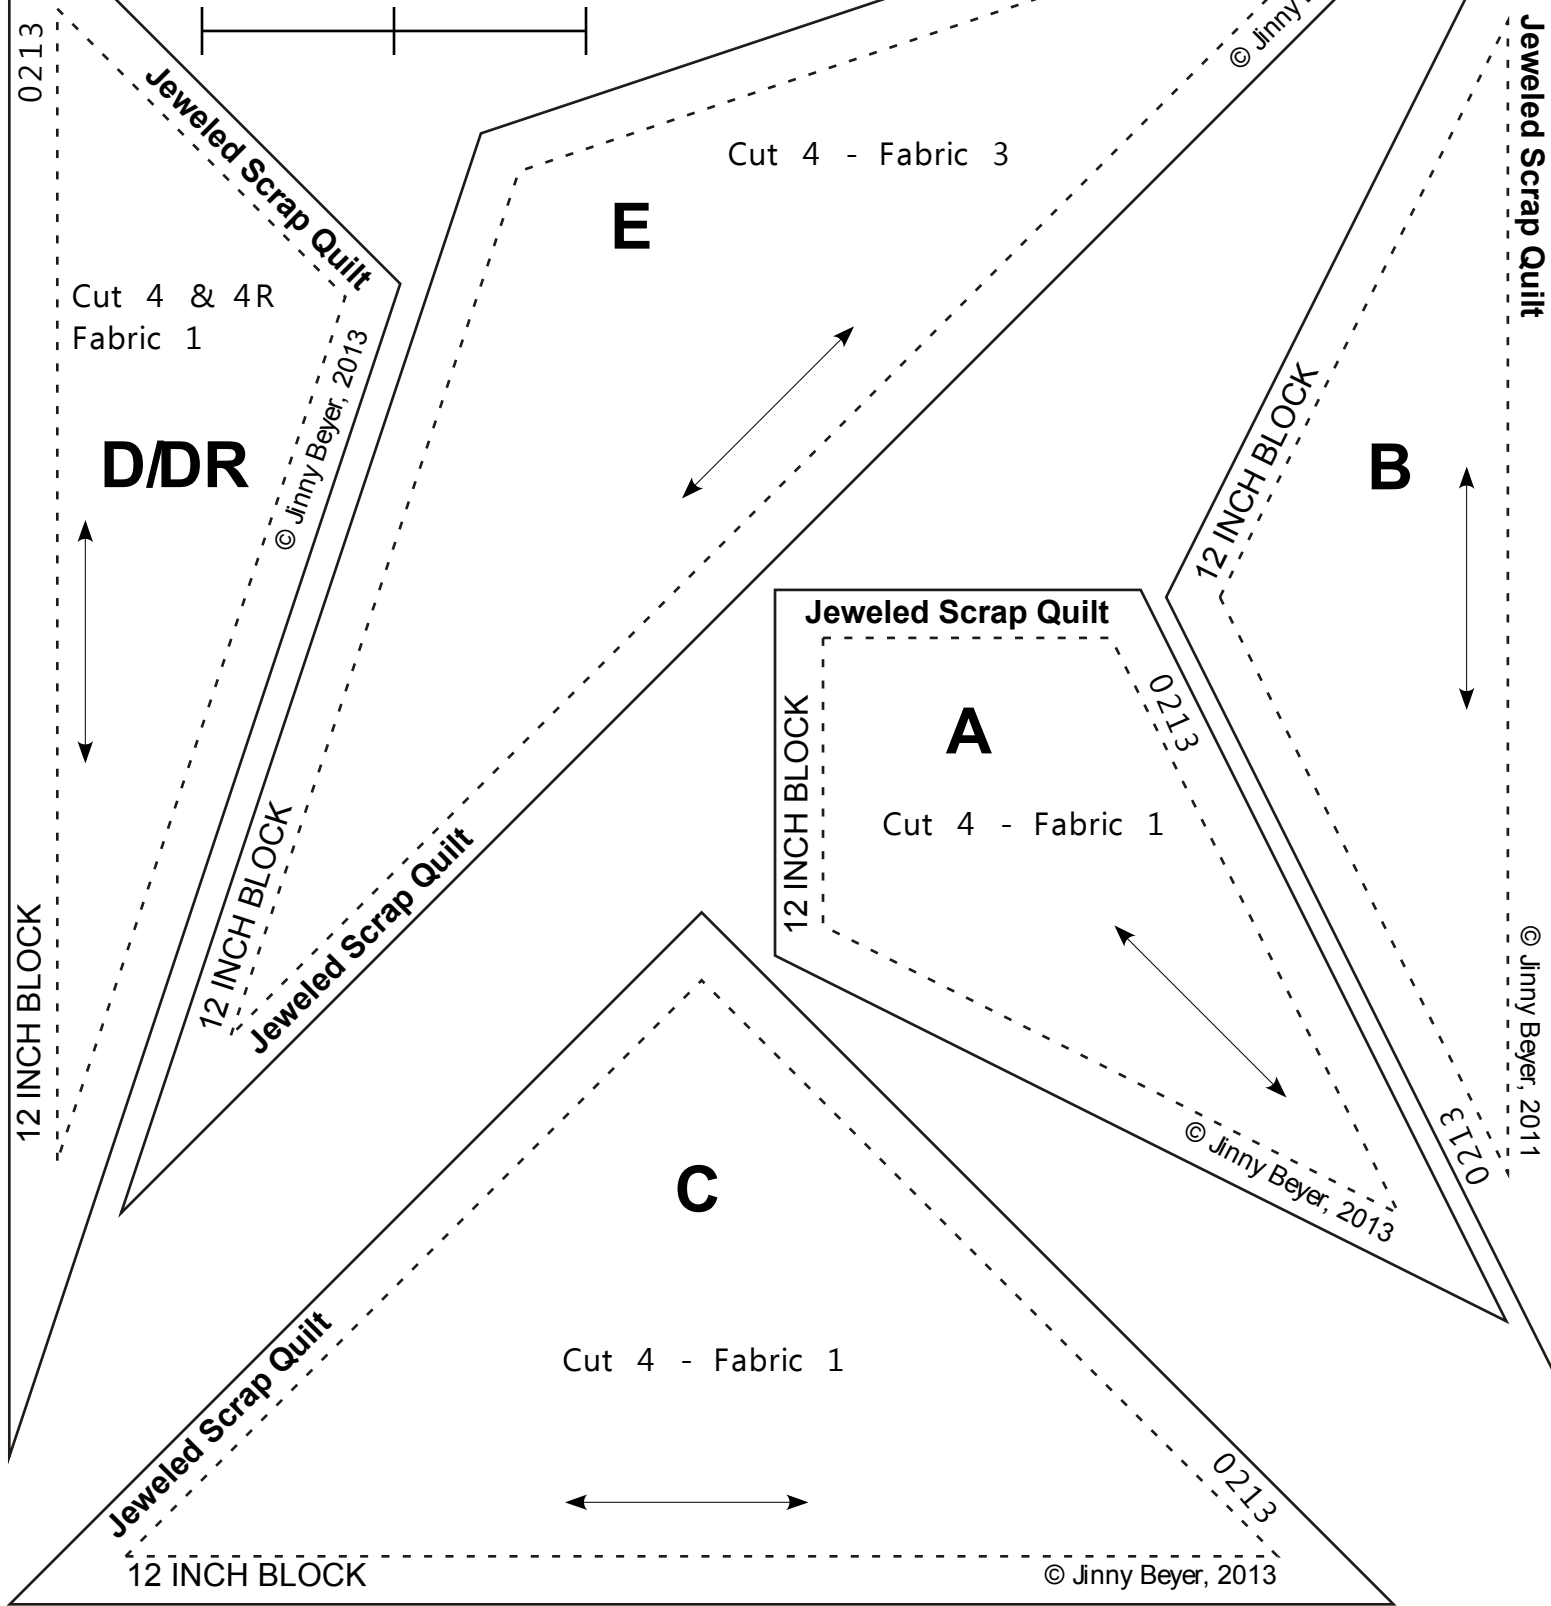 0213
Jeweled Scrap Quilt
Cut 4 & 4R
Fabric 1
D/DR
© Jinny Beyer, 2013
12 INCH BLOCK
© Jinny
Cut 4 - Fabric 3
E
12 INCH BLOCK
Jeweled Scrap Quilt
Jeweled Scrap Quilt
12 INCH BLOCK
B
© Jinny Beyer, 2011
0213
Jeweled Scrap Quilt
12 INCH BLOCK
0213
A
Cut 4 - Fabric 1
© Jinny Beyer, 2013
C
Cut 4 - Fabric 1
Jeweled Scrap Quilt
0213
12 INCH BLOCK
© Jinny Beyer, 2013